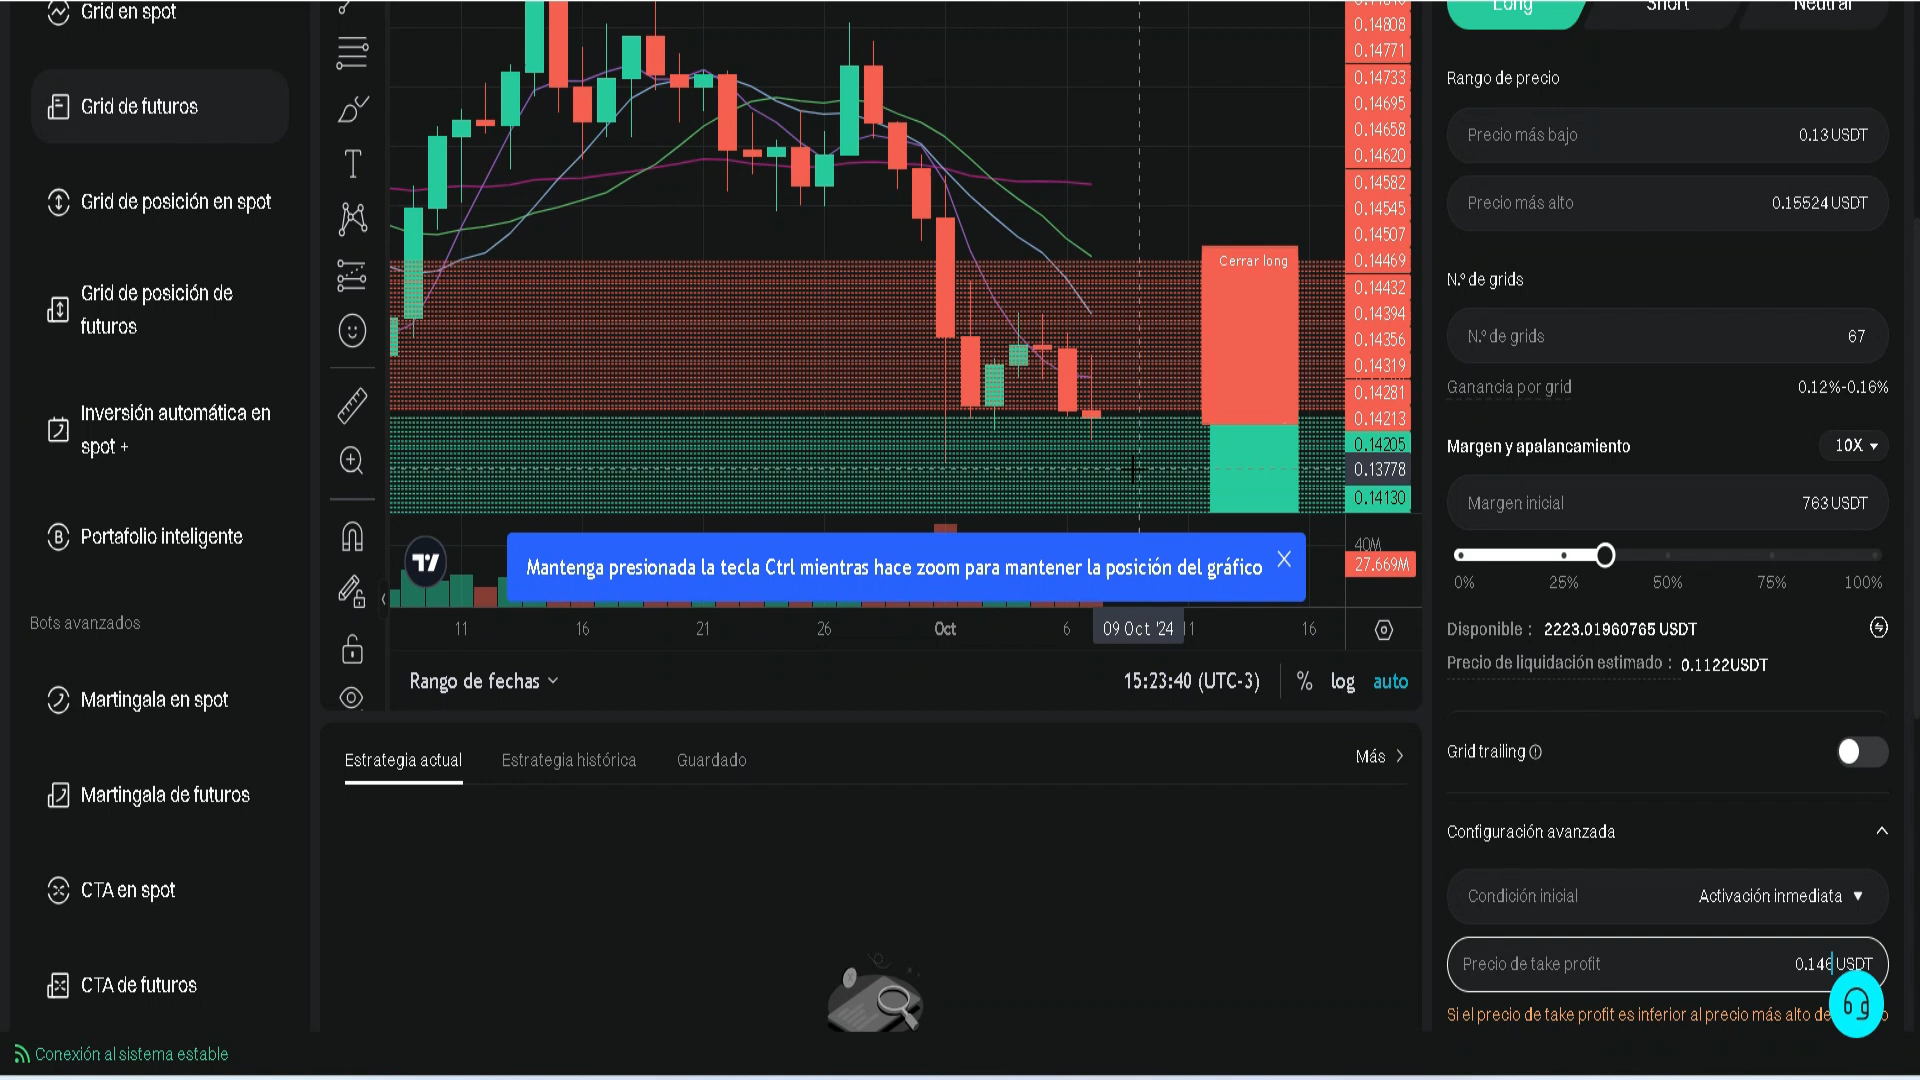 Grid en spot
Grid de futuros
Grid de posición en spot
Grid de posición de
futuros
Inversión automática en
spot +
Portafolio inteligente
Bots avanzados
Martingala en spot
Martingala de futuros
CTA en spot
CTA de futuros
Conexión al sistema estable
0.14808
0.14771
0.14733
0.14695
0.14658
0.14620
0.14582
0.14545
0.14507
0.14469
0.14432
0.14394
0.14356
0.14319
0.14281
0.14213
0.14205
0.13778
0.14130
40M
27.669M
Cerrar long
Mantenga presionada la tecla Ctrl mientras hace zoom para mantener la posición del gráfico
11 16 21 26 Oct 6 09 Oct '24 11 16
Rango de fechas
15:23:40 (UTC-3) % log auto
Estrategia actual Estrategia histórica Guardado Más
Long Short Neutral
Rango de precio
Precio más bajo 0.13 USDT
Precio más alto 0.15524 USDT
N.º de grids
N.º de grids 67
Ganancia por grid 0.12%-0.16%
Margen y apalancamiento 10X
Margen inicial 763 USDT
0% 25% 50% 75% 100%
Disponible : 2223.01960765 USDT
Precio de liquidación estimado : 0.1122USDT
Grid trailing
Configuración avanzada
Condición inicial Activación inmediata
Precio de take profit 0.146 USDT
Si el precio de take profit es inferior al precio más alto de